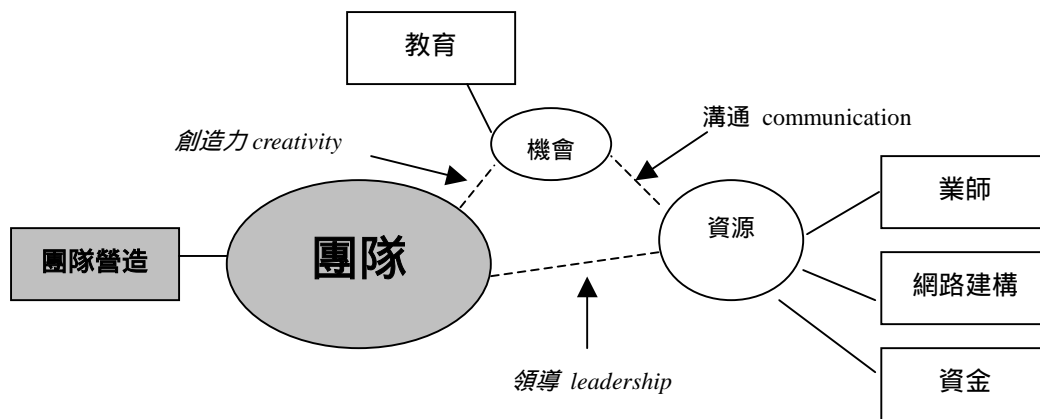 教育
創造力 creativity
機會
溝通 communication
業師
資源
團隊
團隊營造
網路建構
領導 leadership
資金